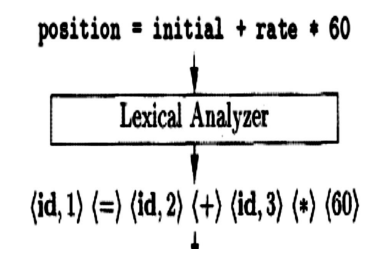 position = initial + rate * 60
Lexical Analyzer
⟨id, 1⟩ ⟨=⟩ ⟨id, 2⟩ ⟨+⟩ ⟨id, 3⟩ ⟨*⟩ ⟨60⟩